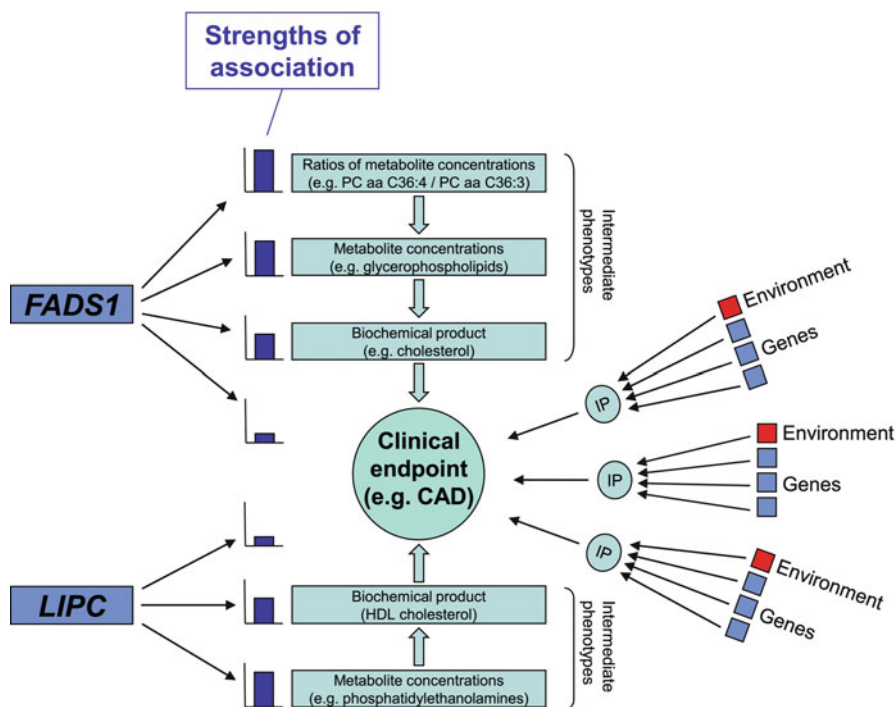 Strengths of
association
Ratios of metabolite concentrations
(e.g. PC aa C36:4 / PC aa C36:3)
Metabolite concentrations
(e.g. glycerophospholipids)
Biochemical product
(e.g. cholesterol)
Intermediate
phenotypes
FADS1
Clinical
endpoint
(e.g. CAD)
LIPC
Biochemical product
(HDL cholesterol)
Metabolite concentrations
(e.g. phosphatidylethanolamines)
Intermediate
phenotypes
IP
Environment
Genes
IP
Environment
Genes
IP
Environment
Genes